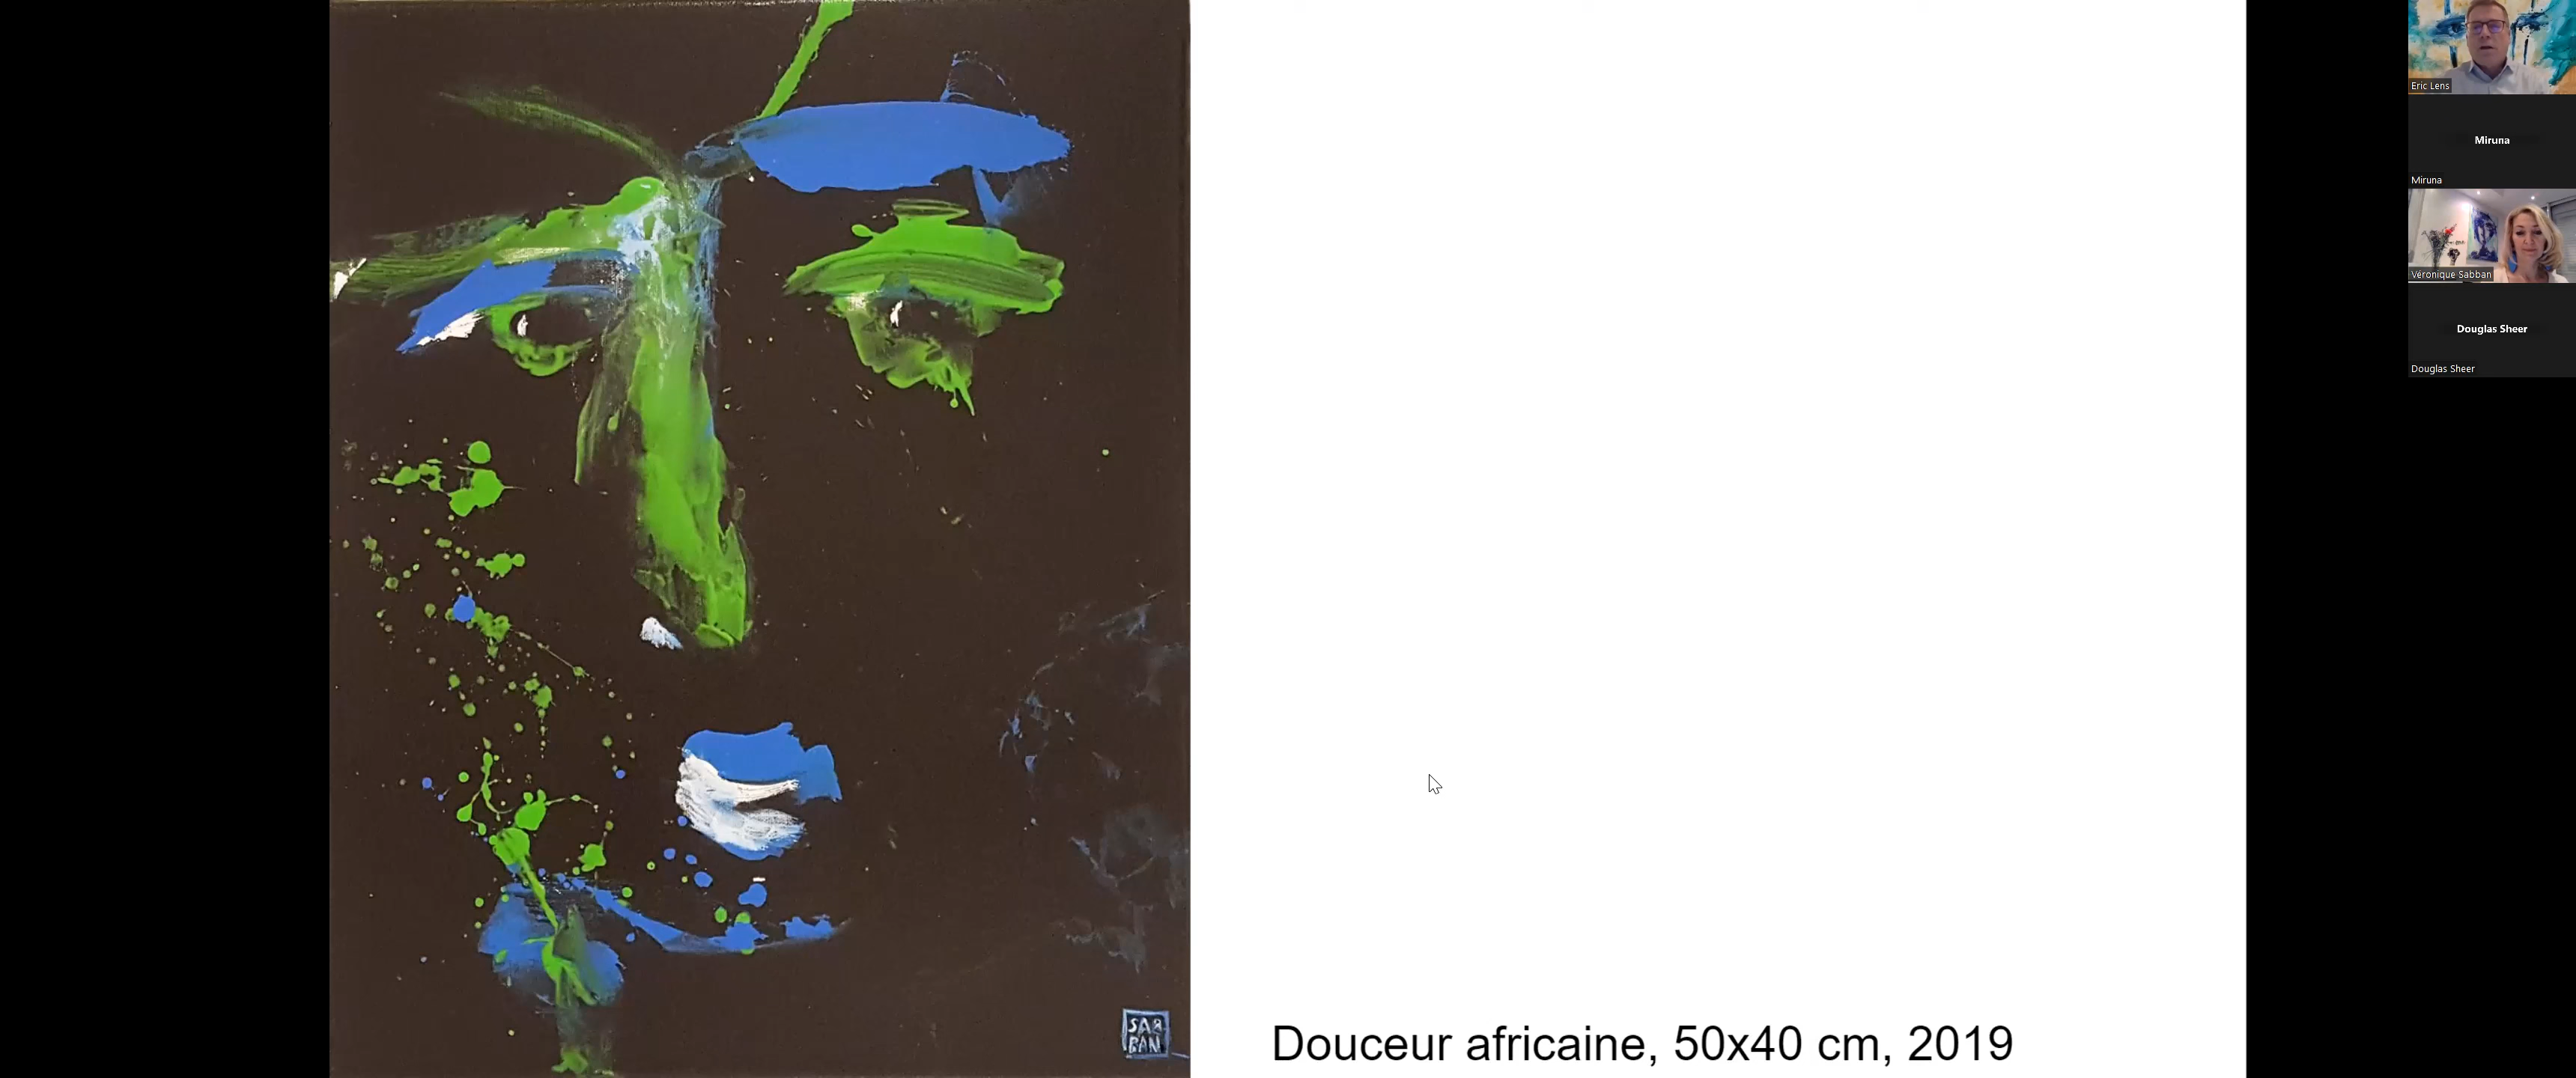 Eric Lens
Miruna
Miruna
Véronique Sabban
Douglas Sheer
Douglas Sheer
SAB
BAN
Douceur africaine, 50x40 cm, 2019